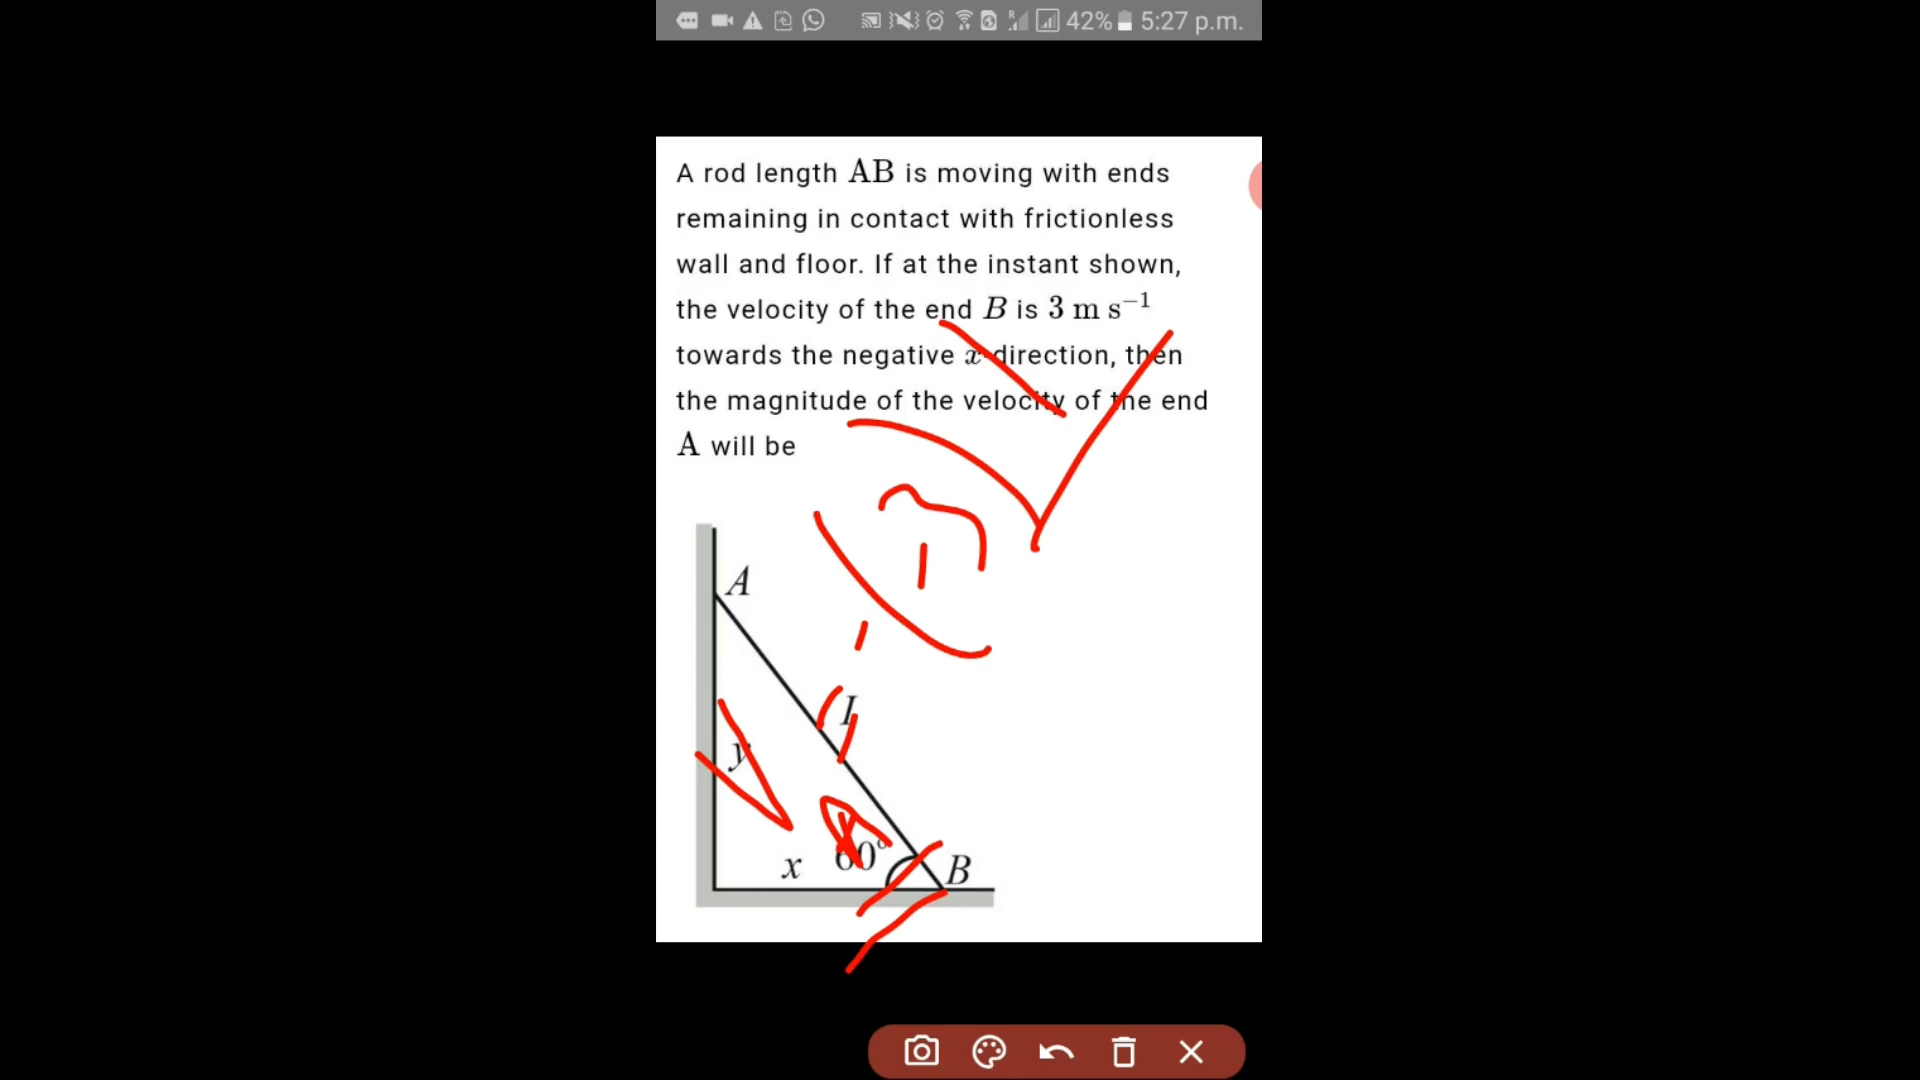 42% 5:27 p.m.
A rod length AB is moving with ends
remaining in contact with frictionless
wall and floor. If at the instant shown,
the velocity of the end B is 3 m s⁻¹
towards the negative x-direction, then
the magnitude of the velocity of the end
A will be
A
l
y
x 60° B